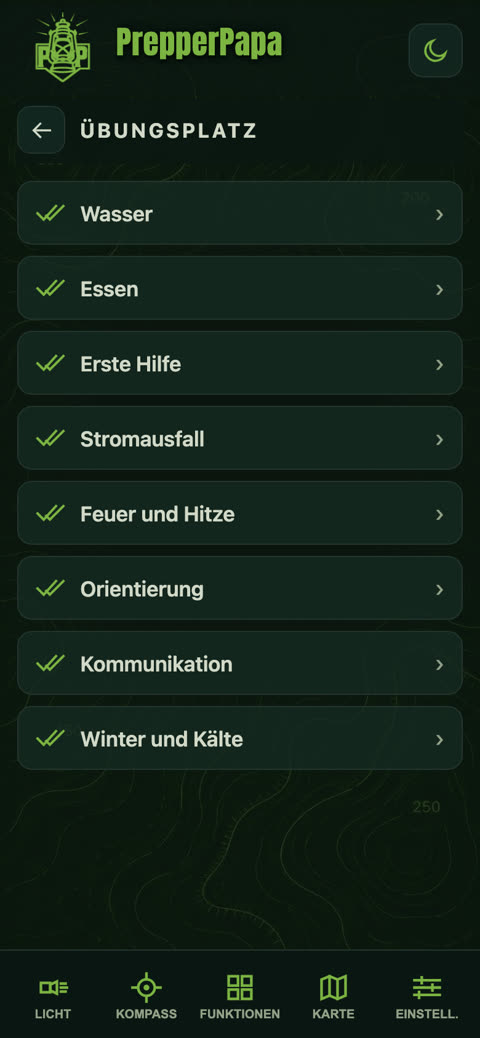 PrepperPapa
ÜBUNGSPLATZ
200
Wasser
Essen
Erste Hilfe
Stromausfall
Feuer und Hitze
Orientierung
Kommunikation
Winter und Kälte
250
LICHT
KOMPASS
FUNKTIONEN
KARTE
EINSTELL.